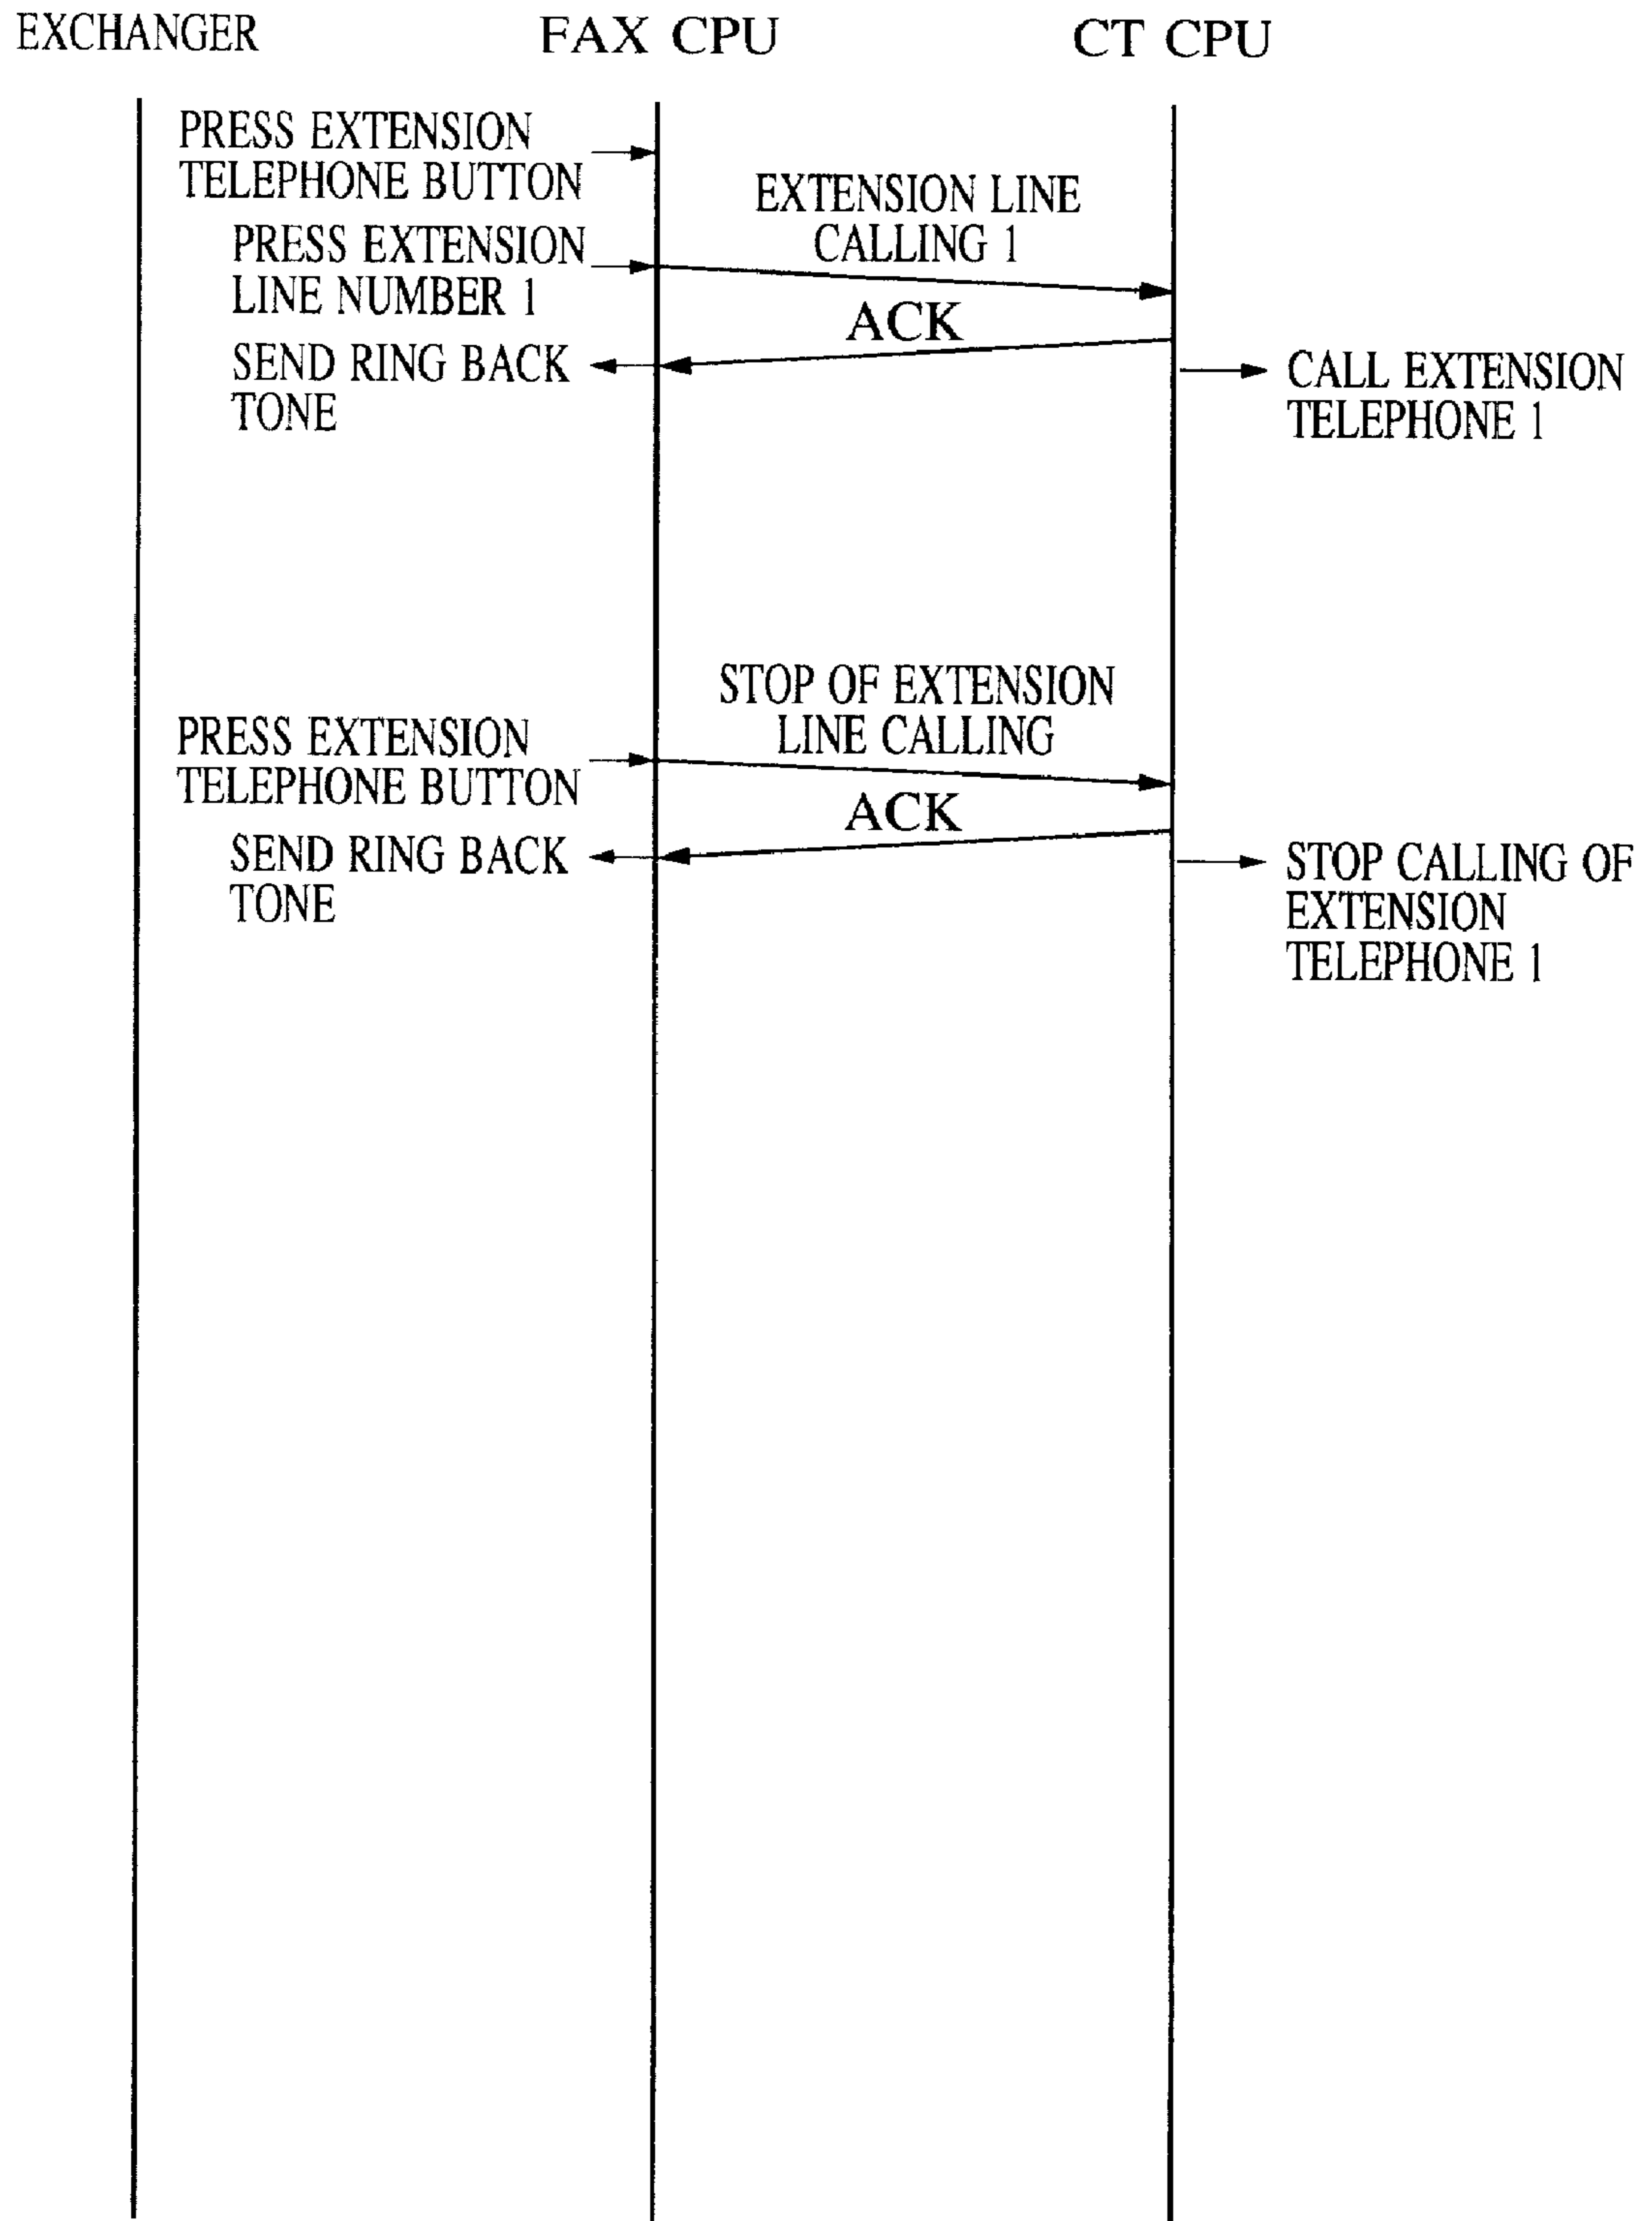 EXCHANGER
FAX CPU
CT CPU
PRESS EXTENSION
TELEPHONE BUTTON
EXTENSION LINE
CALLING 1
PRESS EXTENSION
LINE NUMBER 1
ACK
SEND RING BACK
TONE
CALL EXTENSION
TELEPHONE 1
STOP OF EXTENSION
LINE CALLING
PRESS EXTENSION
TELEPHONE BUTTON
ACK
SEND RING BACK
TONE
STOP CALLING OF
EXTENSION
TELEPHONE 1